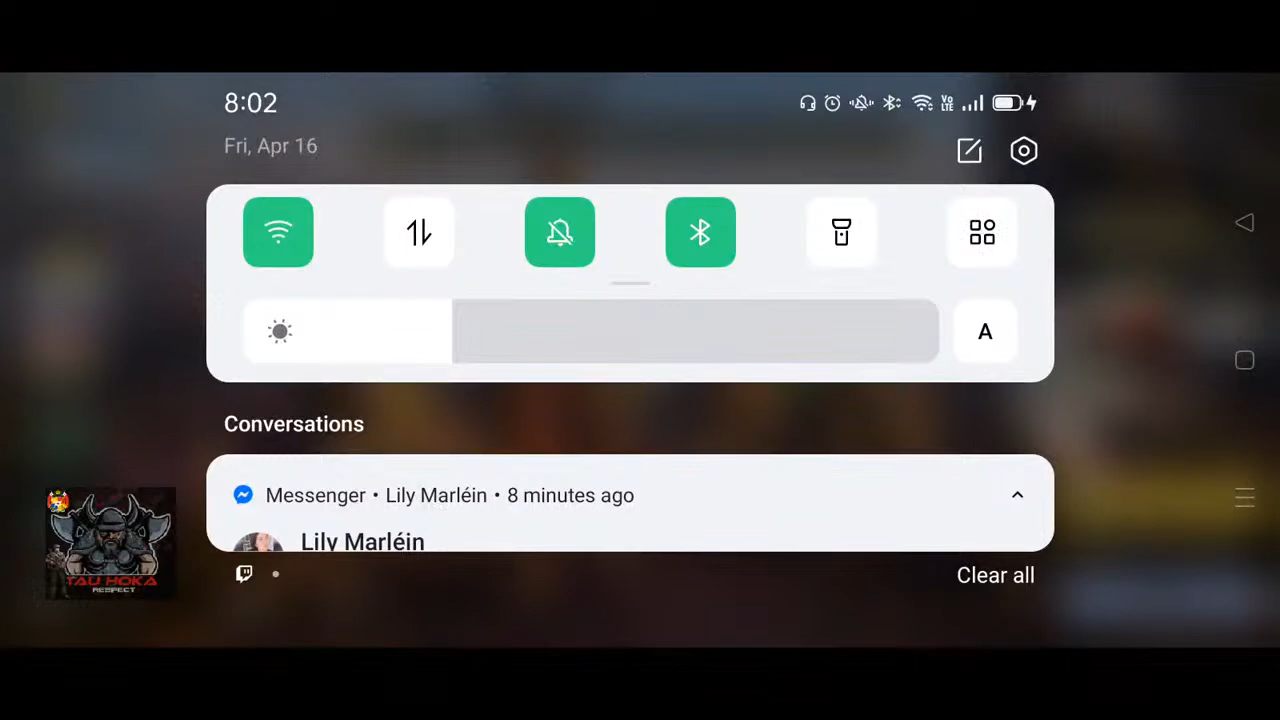 8:02
VoLTE
Fri, Apr 16
A
Conversations
Messenger • Lily Marléin • 8 minutes ago
Lily Marléin
Clear all
TAU HOKA
RESPECT